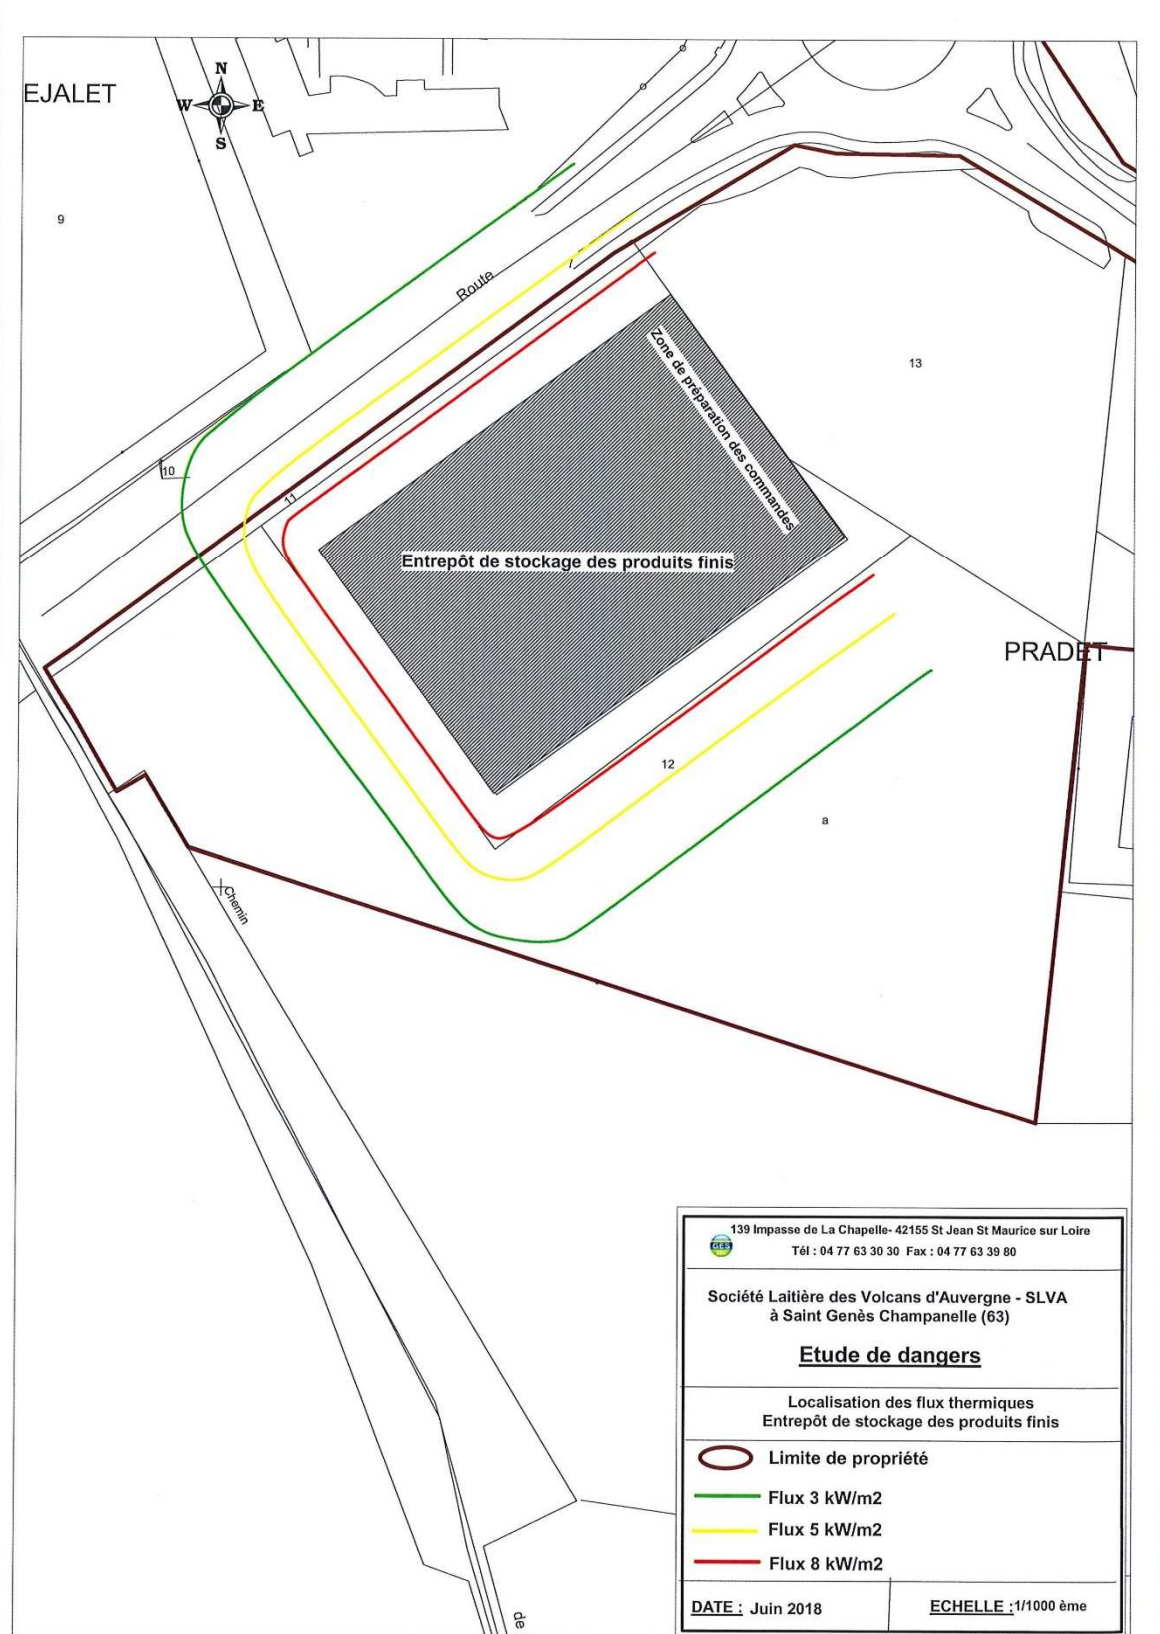 EJALET
N
W E
S
9
Route
7
10
11
13
Zone de préparation des commandes
Entrepôt de stockage des produits finis
PRADET
12
a
Chemin
de
139 Impasse de La Chapelle- 42155 St Jean St Maurice sur Loire
GES
Tél : 04 77 63 30 30 Fax : 04 77 63 39 80
Société Laitière des Volcans d'Auvergne - SLVA
à Saint Genès Champanelle (63)
Etude de dangers
Localisation des flux thermiques
Entrepôt de stockage des produits finis
Limite de propriété
Flux 3 kW/m2
Flux 5 kW/m2
Flux 8 kW/m2
DATE : Juin 2018
ECHELLE :1/1000 ème